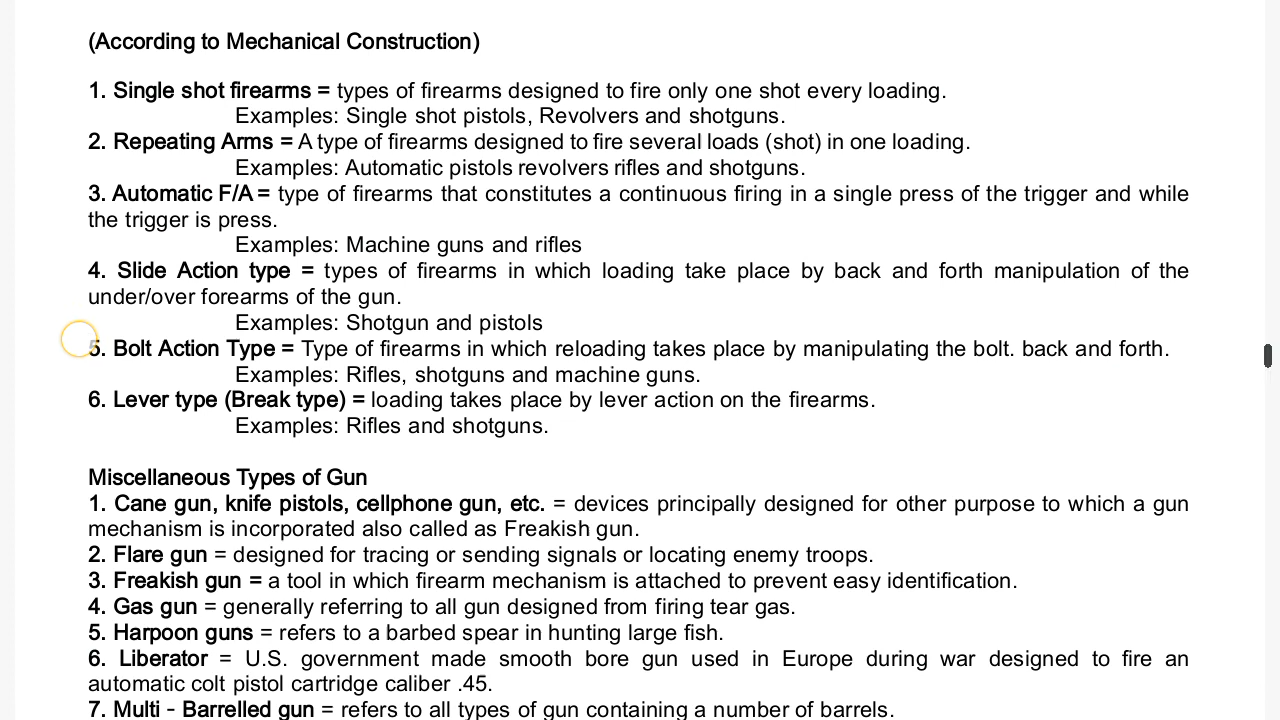 (According to Mechanical Construction)
1. Single shot firearms = types of firearms designed to fire only one shot every loading.
Examples: Single shot pistols, Revolvers and shotguns.
2. Repeating Arms = A type of firearms designed to fire several loads (shot) in one loading.
Examples: Automatic pistols revolvers rifles and shotguns.
3. Automatic F/A = type of firearms that constitutes a continuous firing in a single press of the trigger and while
the trigger is press.
Examples: Machine guns and rifles
4. Slide Action type = types of firearms in which loading take place by back and forth manipulation of the
under/over forearms of the gun.
Examples: Shotgun and pistols
5. Bolt Action Type = Type of firearms in which reloading takes place by manipulating the bolt. back and forth.
Examples: Rifles, shotguns and machine guns.
6. Lever type (Break type) = loading takes place by lever action on the firearms.
Examples: Rifles and shotguns.
Miscellaneous Types of Gun
1. Cane gun, knife pistols, cellphone gun, etc. = devices principally designed for other purpose to which a gun
mechanism is incorporated also called as Freakish gun.
2. Flare gun = designed for tracing or sending signals or locating enemy troops.
3. Freakish gun = a tool in which firearm mechanism is attached to prevent easy identification.
4. Gas gun = generally referring to all gun designed from firing tear gas.
5. Harpoon guns = refers to a barbed spear in hunting large fish.
6. Liberator = U.S. government made smooth bore gun used in Europe during war designed to fire an
automatic colt pistol cartridge caliber .45.
7. Multi - Barrelled gun = refers to all types of gun containing a number of barrels.